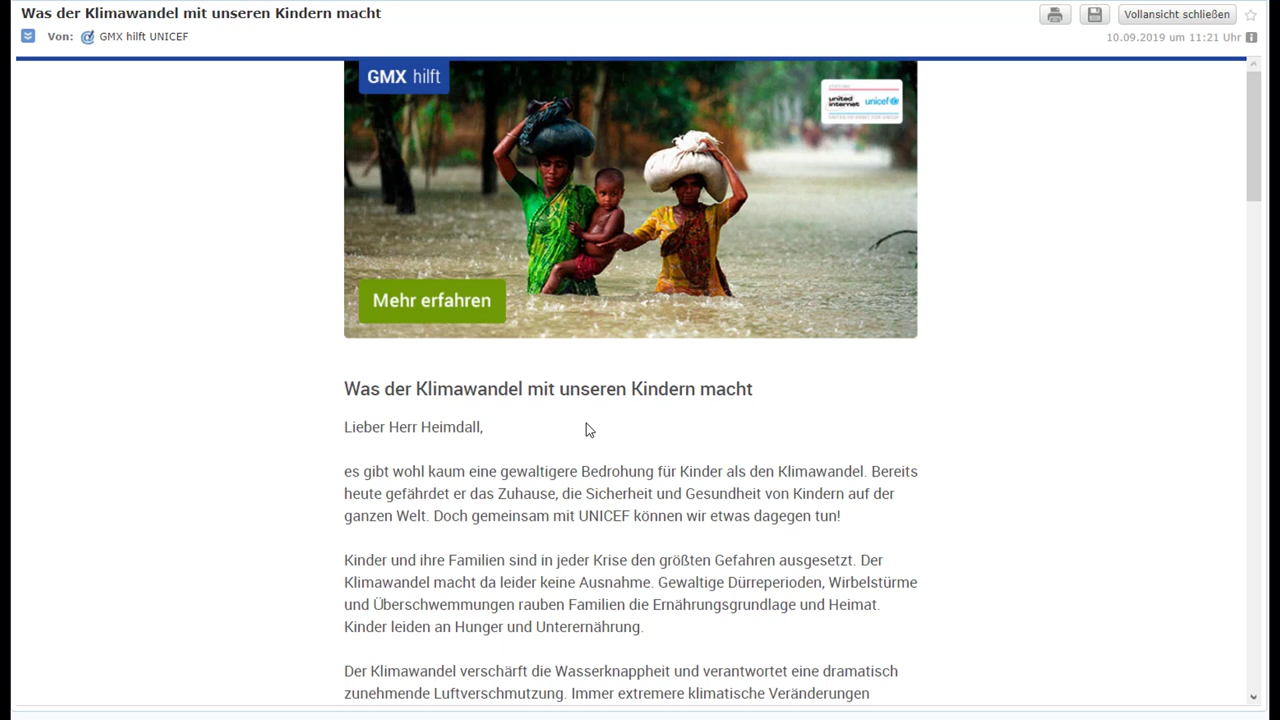 Was der Klimawandel mit unseren Kindern macht
Vollansicht schließen
Von: GMX hilft UNICEF
10.09.2019 um 11:21 Uhr
GMX hilft
united internet
unicef
Mehr erfahren
Was der Klimawandel mit unseren Kindern macht
Lieber Herr Heimdall,
es gibt wohl kaum eine gewaltigere Bedrohung für Kinder als den Klimawandel. Bereits
heute gefährdet er das Zuhause, die Sicherheit und Gesundheit von Kindern auf der
ganzen Welt. Doch gemeinsam mit UNICEF können wir etwas dagegen tun!
Kinder und ihre Familien sind in jeder Krise den größten Gefahren ausgesetzt. Der
Klimawandel macht da leider keine Ausnahme. Gewaltige Dürreperioden, Wirbelstürme
und Überschwemmungen rauben Familien die Ernährungsgrundlage und Heimat.
Kinder leiden an Hunger und Unterernährung.
Der Klimawandel verschärft die Wasserknappheit und verantwortet eine dramatisch
zunehmende Luftverschmutzung. Immer extremere klimatische Veränderungen